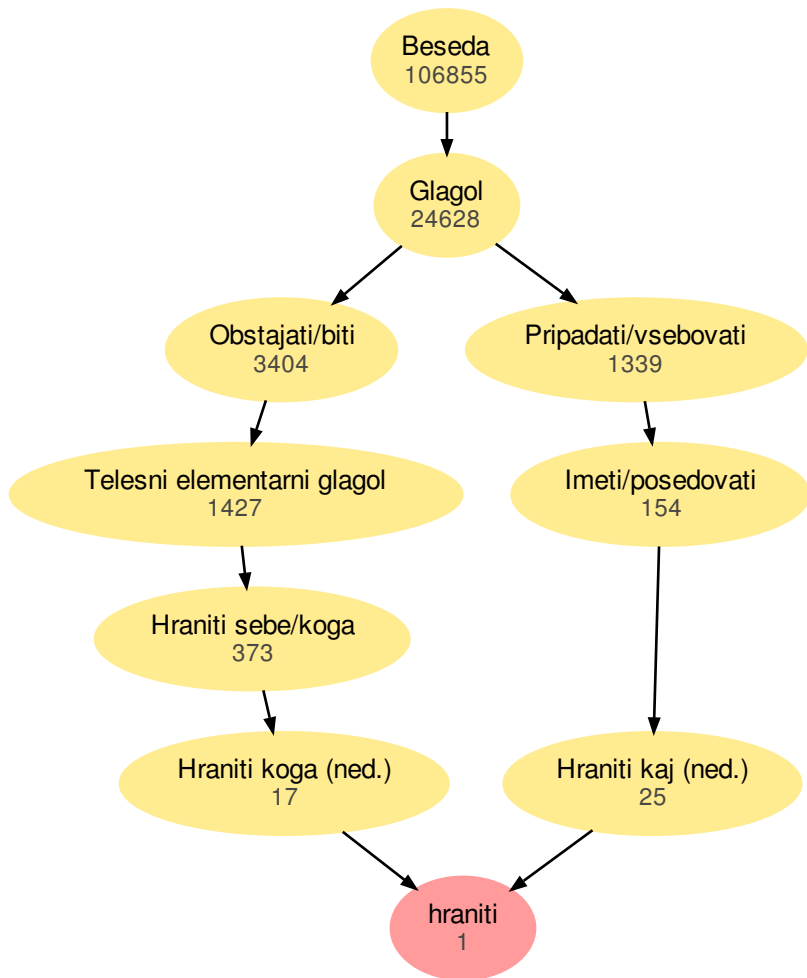 Beseda
106855
Glagol
24628
Obstajati/biti
3404
Pripadati/vsebovati
1339
Telesni elementarni glagol
1427
Imeti/posedovati
154
Hraniti sebe/koga
373
Hraniti koga (ned.)
17
Hraniti kaj (ned.)
25
hraniti
1